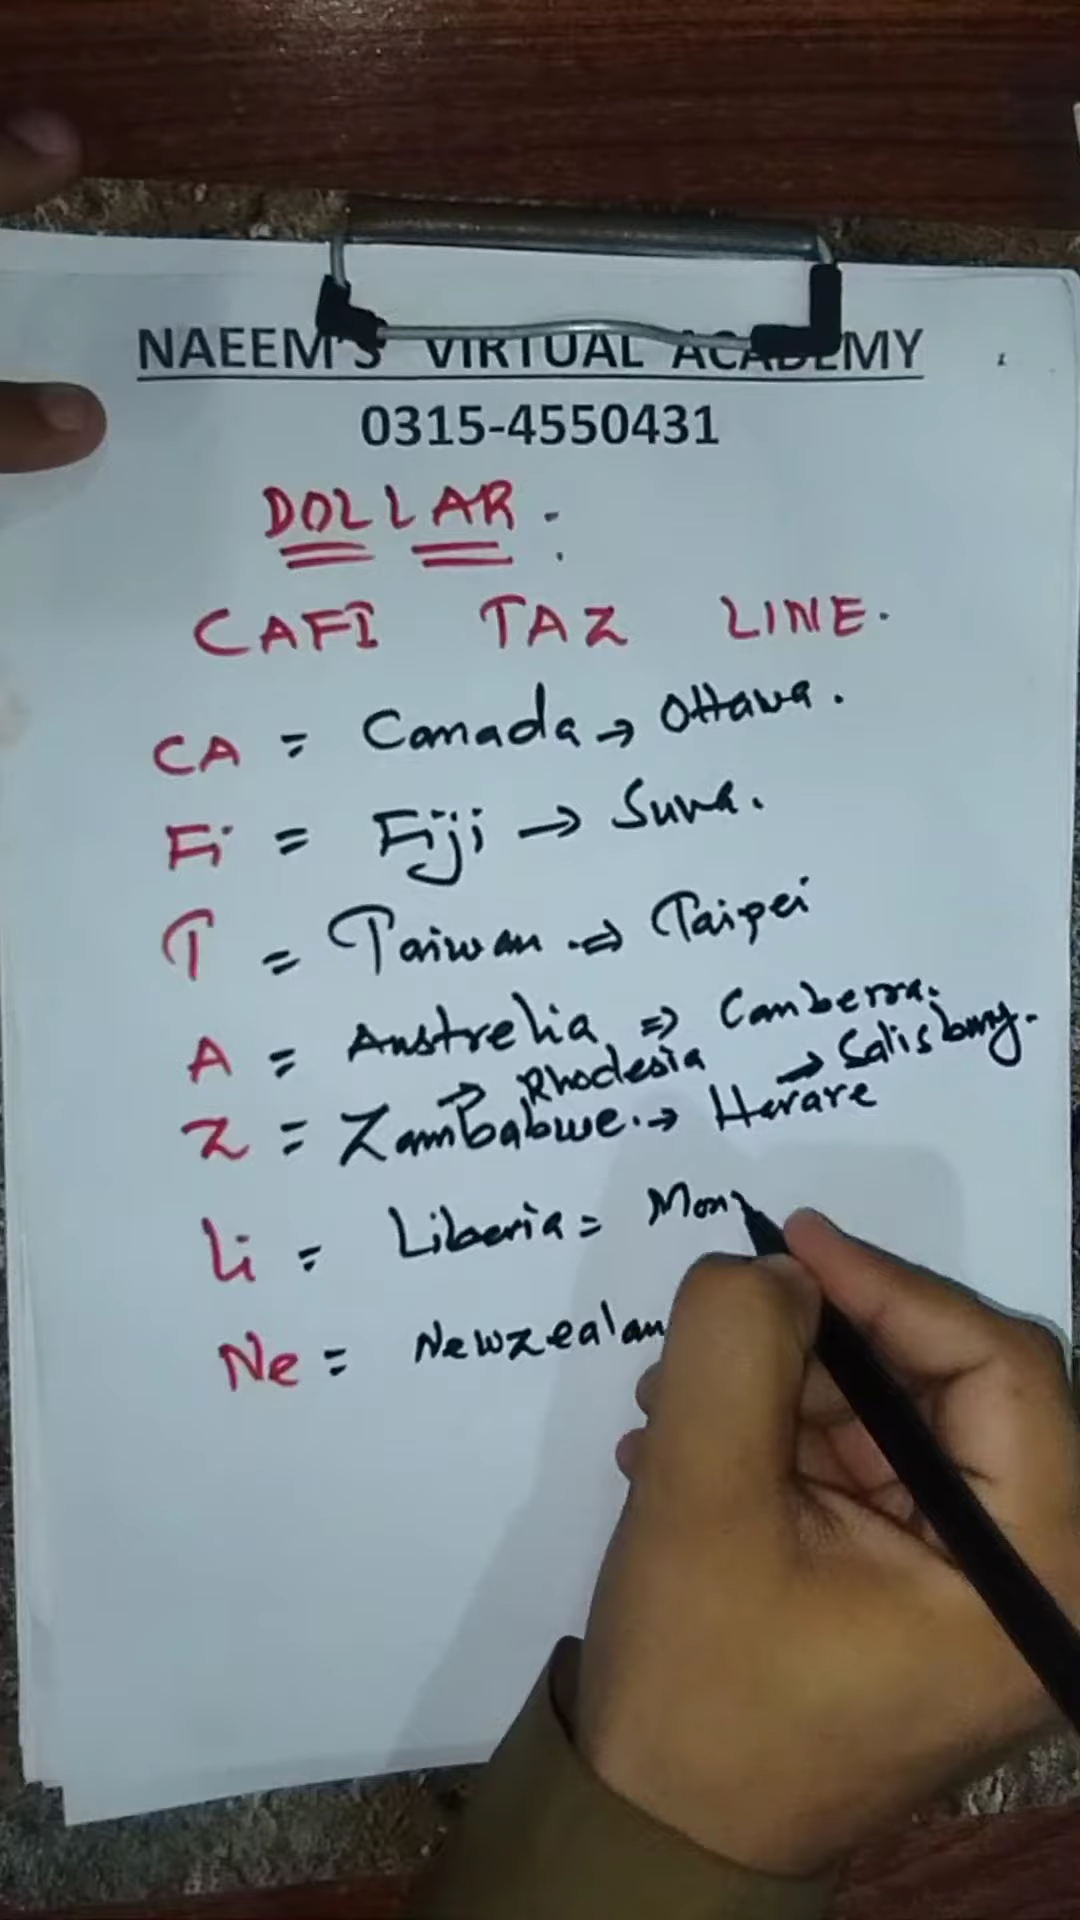 NAEEM'S VIRTUAL ACADEMY
0315-4550431
DOLLAR :
CAFI TAZ LINE.
CA = Canada → Ottawa.
Fi = Fiji → Suva.
T = Taiwan ⇒ Taipei
A = Austrelia ⇒ Canberra.
→ Rhodesia → Salisbury.
Z = Zambabwe. → Harare
Li = Liberia = Mon
Ne = Newzealan